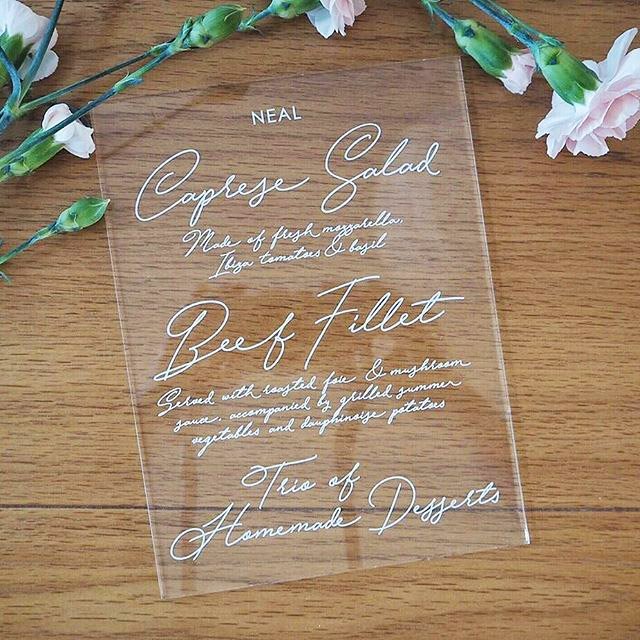 NEAL
Caprese Salad
Made of fresh mozzarella,
Ibiza tomatoes & basil
Beef Fillet
Served with roasted foie & mushroom
sauce, accompanied by grilled summer
vegetables and dauphinoise potatoes
Trio of
Homemade Desserts